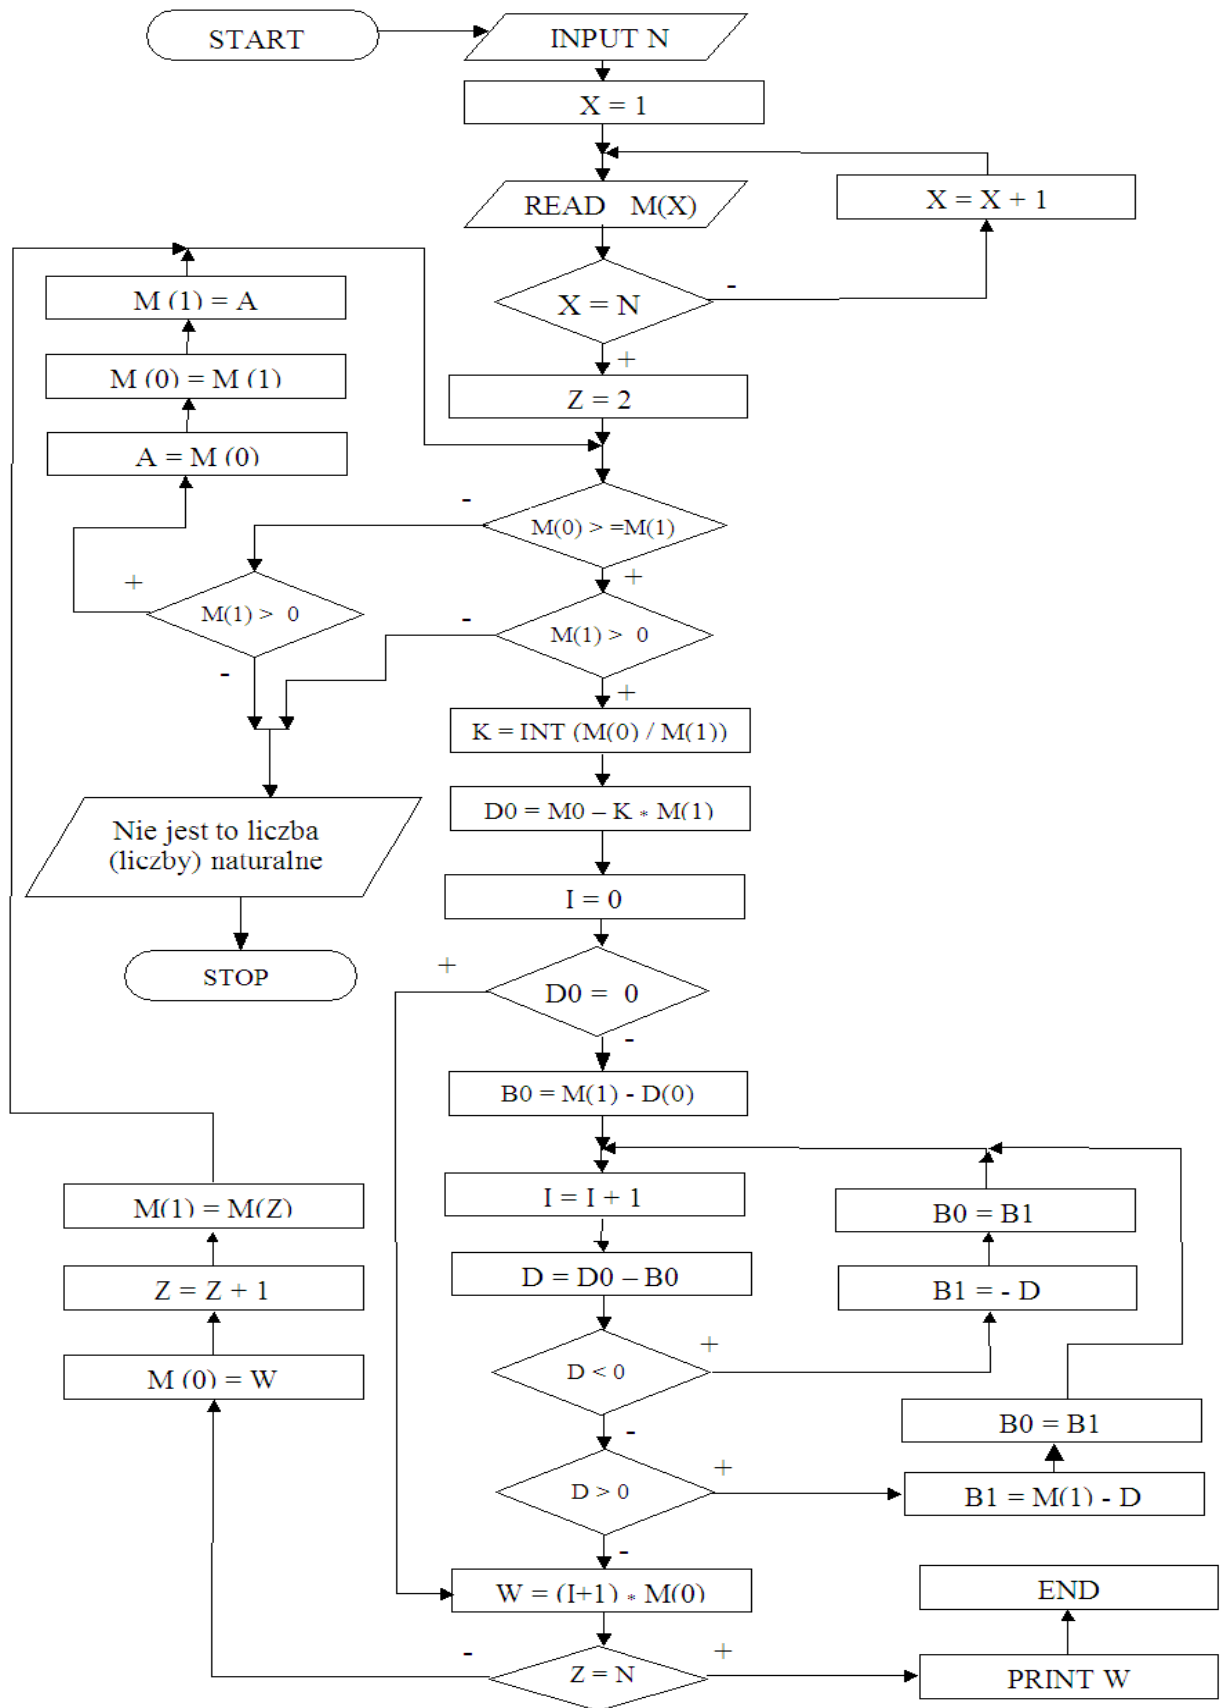 START
INPUT N
X = 1
READ M(X)
X = X + 1
X = N
-
+
M (1) = A
M (0) = M (1)
A = M (0)
Z = 2
-
M(0) > =M(1)
+
+
M(1) > 0
-
-
M(1) > 0
+
K = INT (M(0) / M(1))
D0 = M0 – K * M(1)
Nie jest to liczba
(liczby) naturalne
STOP
I = 0
+
D0 = 0
-
B0 = M(1) - D(0)
I = I + 1
D = D0 – B0
B0 = B1
B1 = - D
M(1) = M(Z)
Z = Z + 1
M (0) = W
D < 0
+
-
B0 = B1
D > 0
+
B1 = M(1) - D
-
W = (I+1) * M(0)
END
-
Z = N
+
PRINT W